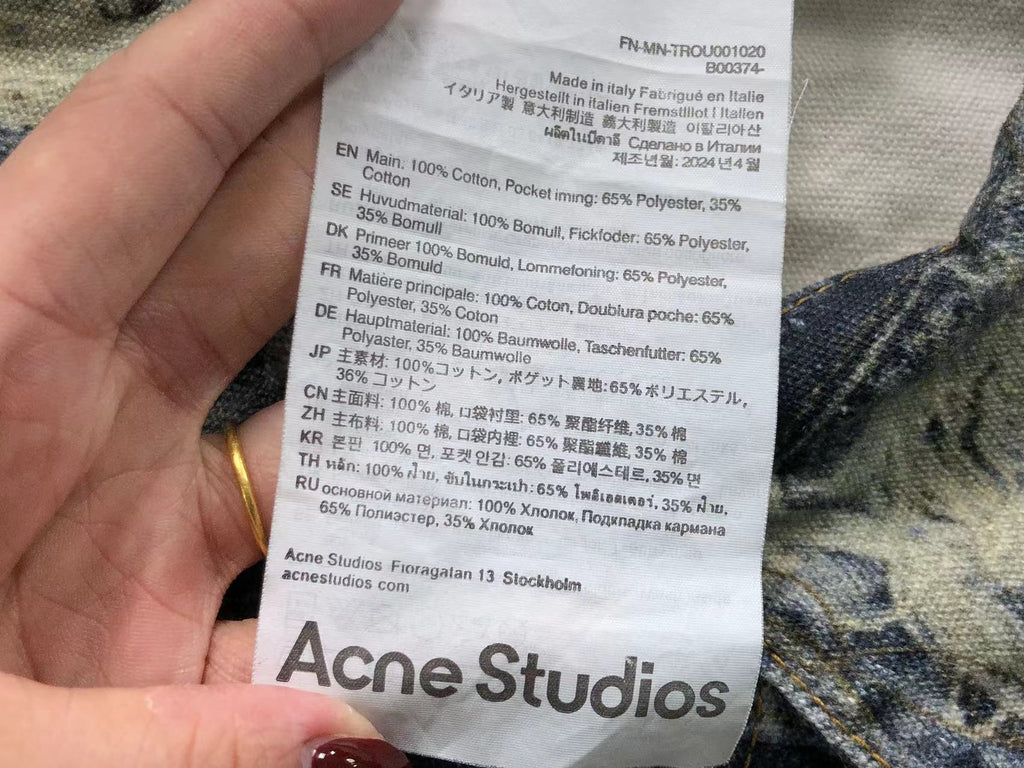 FN-MN-TROU001020
B00374-
Made in italy Fabrigué en Italie
Hergestellt in italien Fremstillot I Italien
イタリア製 意大利制造 義大利製造 이팔리아산
ผลิตในปีตาลี Сделано в Италии
제조년월: 2024년4월
EN Main: 100% Cotton, Pocket iming: 65% Polyester, 35%
Cotton
SE Huvudmaterial: 100% Bomull, Fickfoder: 65% Polyester,
35% Bomull
DK Primeer 100% Bomuld, Lommefoning: 65% Polyester,
35% Bomuld
FR Matière principale: 100% Coton, Doublura poche: 65%
Polyester, 35% Coton
DE Hauptmaterial: 100% Baumwolle, Taschenfutter: 65%
Polyaster, 35% Baumwolle
JP 主素材: 100%コットン, ポゲット裏地:65%ポリエステル,
36% コットン
CN 主面料: 100% 棉, 口袋衬里: 65% 聚酯纤维, 35% 棉
ZH 主布料: 100% 棉, 口袋内裡: 65% 聚酯纖維, 35% 棉
KR 본판 100% 면, 포켓안감: 65% 폴리에스테르, 35% 면
TH หลัก: 100% ฝ้าย, ซับในกระเปา: 65% โพลีเอตเตอร์, 35% ฝ้าย,
RU основной материал: 100% Хлопок, Подкпадка кармана
65% Полиэстер, 35% Хлопок
Acne Studios Fioragatan 13 Stockholm
acnestudios com
Acne Studios